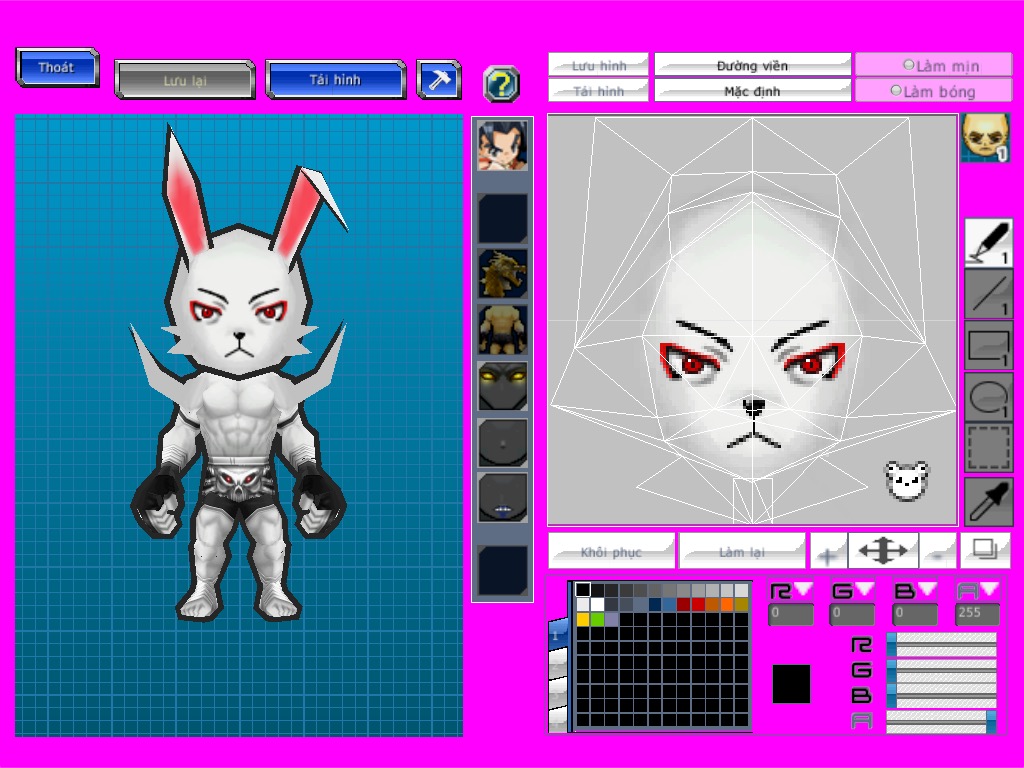 Thoát
Lưu lại
Tải hình
?
Lưu hình
Đường viền
Làm mịn
Tải hình
Mặc định
Làm bóng
1
1
1
1
1
Khôi phục
Làm lại
+
-
R
G
B
A
0
0
0
255
1
R
G
B
A